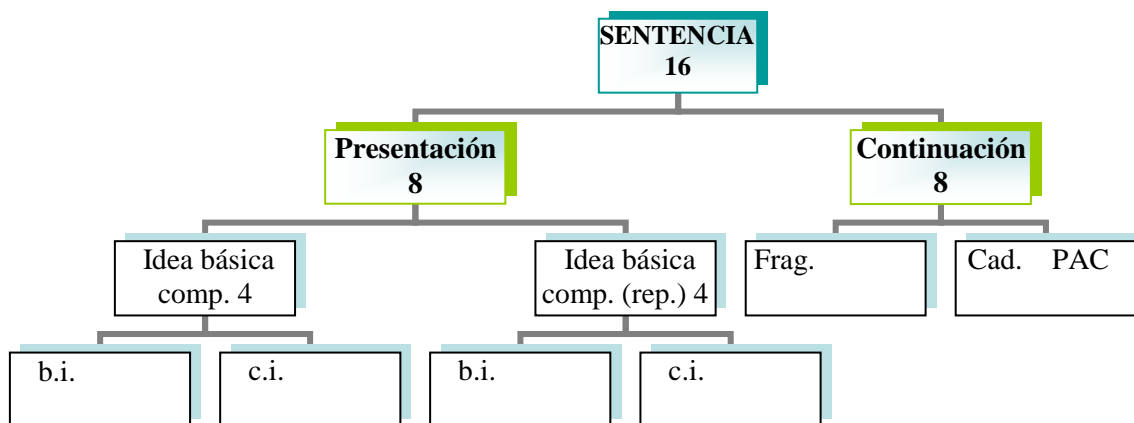 SENTENCIA
16
Presentación
8
Continuación
8
Idea básica
comp. 4
Idea básica
comp. (rep.) 4
Frag.
Cad. PAC
b.i.
c.i.
b.i.
c.i.